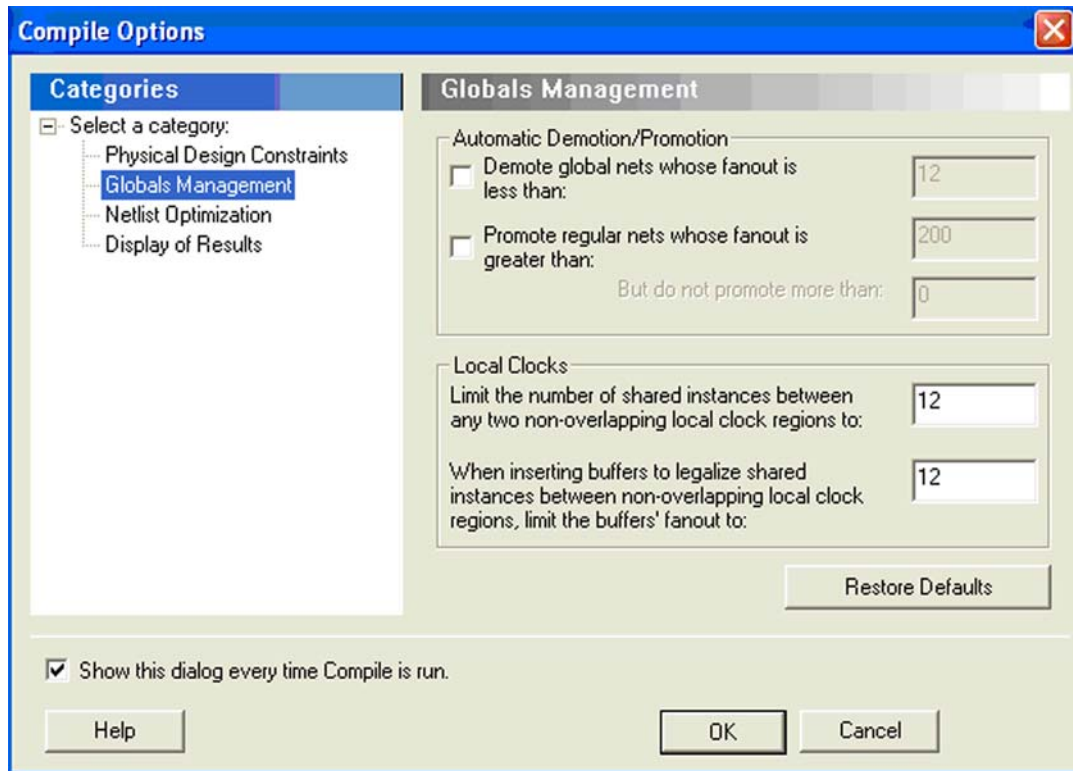 Compile Options
Categories
Select a category:
Physical Design Constraints
Globals Management
Netlist Optimization
Display of Results
Globals Management
Automatic Demotion/Promotion
Demote global nets whose fanout is
less than:
12
Promote regular nets whose fanout is
greater than:
200
But do not promote more than:
0
Local Clocks
Limit the number of shared instances between
any two non-overlapping local clock regions to:
12
When inserting buffers to legalize shared
instances between non-overlapping local clock
regions, limit the buffers' fanout to:
12
Restore Defaults
Show this dialog every time Compile is run.
Help
OK
Cancel